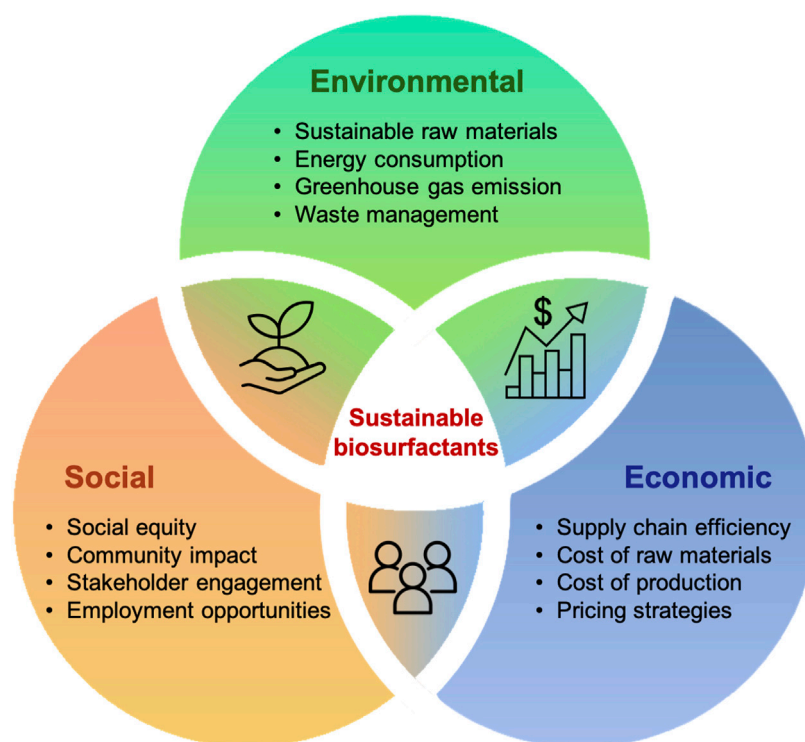 Environmental
• Sustainable raw materials
• Energy consumption
• Greenhouse gas emission
• Waste management
$
Sustainable
biosurfactants
Social
• Social equity
• Community impact
• Stakeholder engagement
• Employment opportunities
Economic
• Supply chain efficiency
• Cost of raw materials
• Cost of production
• Pricing strategies